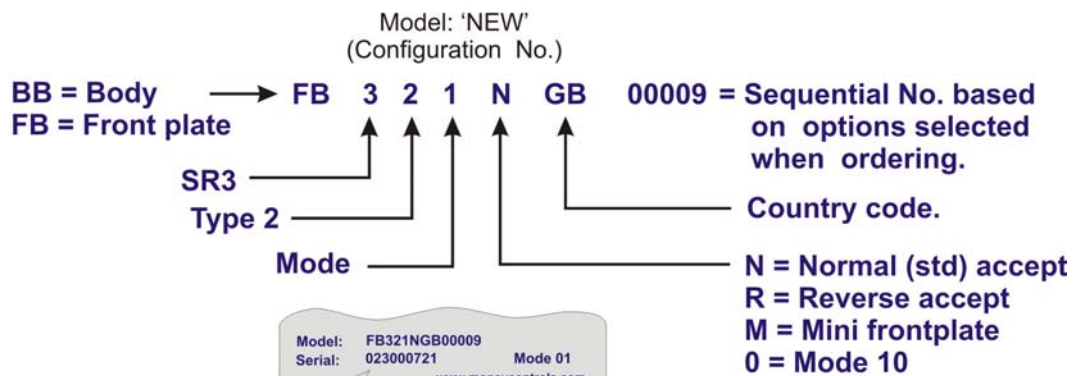 Model: 'NEW'
(Configuration No.)
BB = Body
FB = Front plate
FB 3 2 1 N GB 00009 = Sequential No. based
on options selected
when ordering.
SR3
Type 2
Mode
Country code.
N = Normal (std) accept
R = Reverse accept
M = Mini frontplate
0 = Mode 10
Model: FB321NGB00009
Serial: 023000721 Mode 01